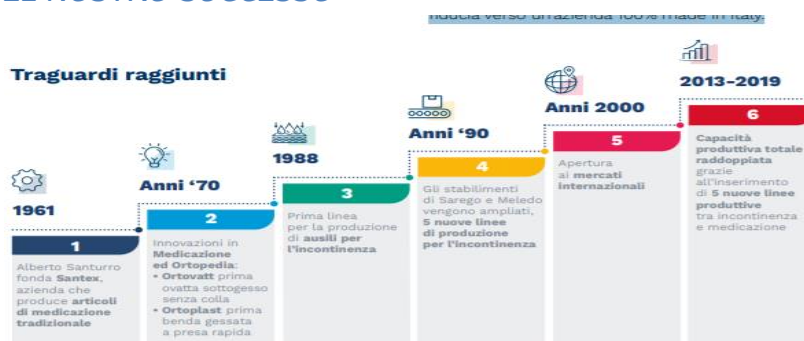 fiducia verso un'azienda 100% made in Italy.
Traguardi raggiunti
1961
1
Alberto Santurro
fonda Santex,
azienda che
produce articoli
di medicazione
tradizionale
Anni ‘70
2
Innovazioni in
Medicazione
ed Ortopedia:
• Ortovatt prima
ovatta sottogesso
senza colla
• Ortoplast prima
benda gessata
a presa rapida
1988
3
Prima linea
per la produzione
di ausili per
l'incontinenza
Anni ‘90
4
Gli stabilimenti
di Sarego e Meledo
vengono ampliati,
5 nuove linee
di produzione
per l'incontinenza
Anni 2000
5
Apertura
ai mercati
internazionali
2013-2019
6
Capacità
produttiva totale
raddoppiata
grazie
all'inserimento
di 5 nuove linee
produttive
tra incontinenza
e medicazione